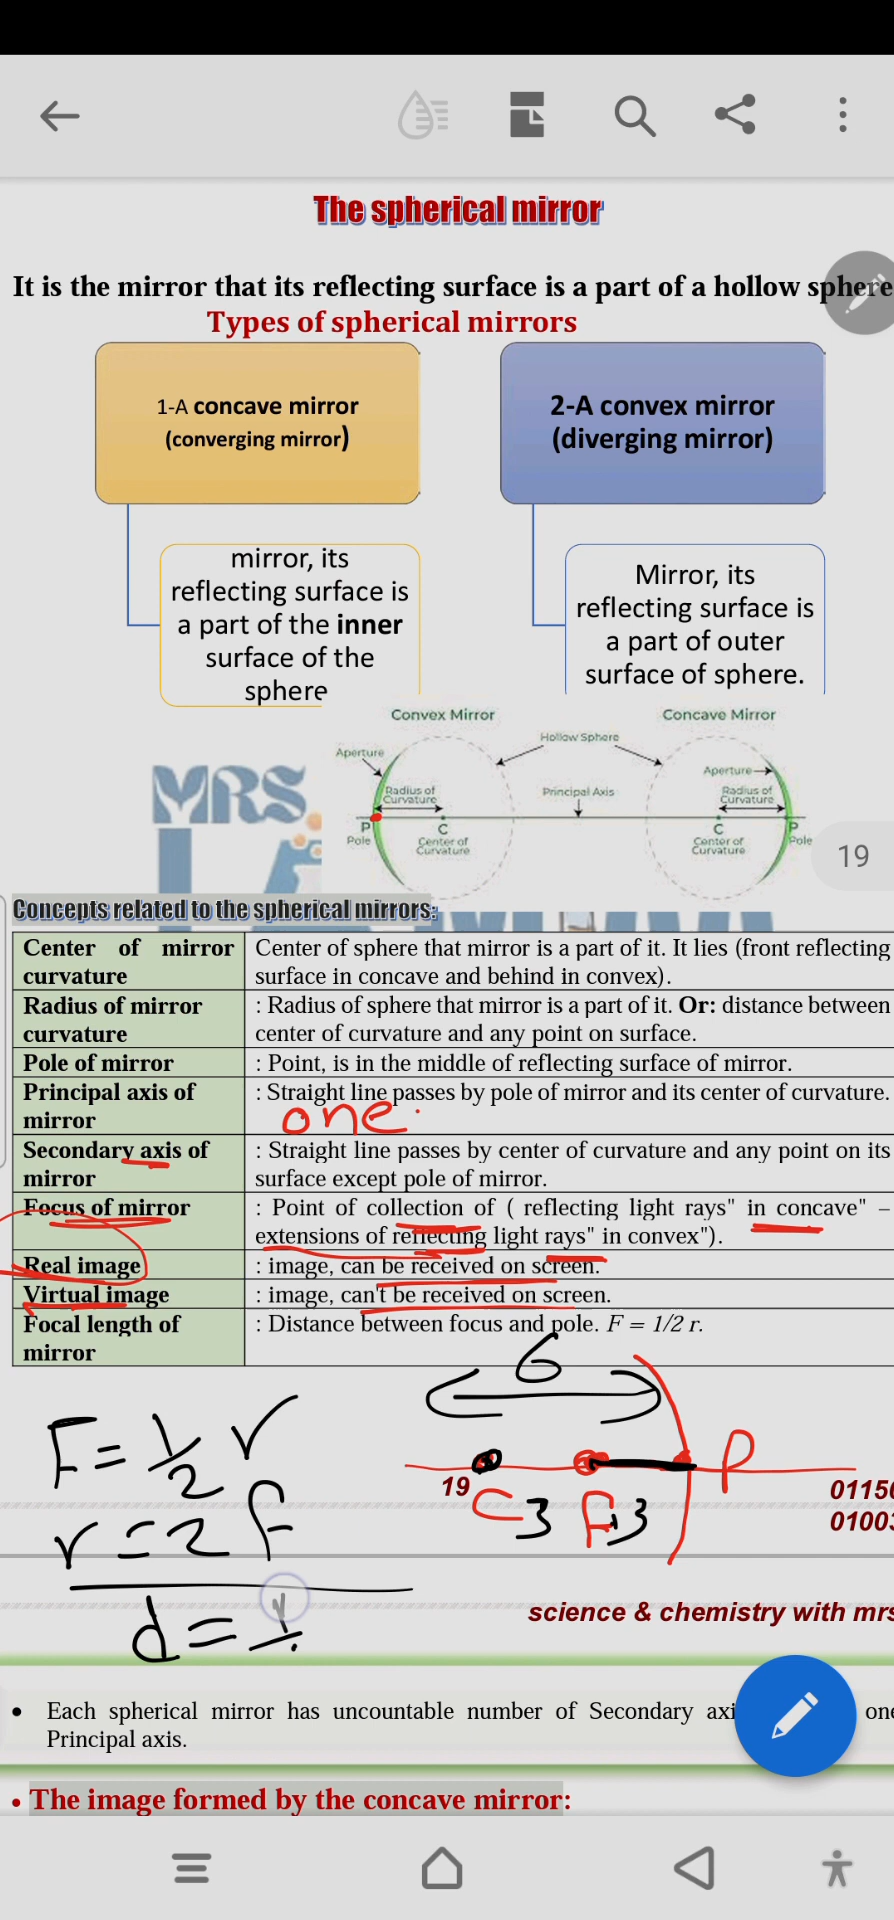 The spherical mirror
It is the mirror that its reflecting surface is a part of a hollow sphere
Types of spherical mirrors
1-A concave mirror
(converging mirror)
2-A convex mirror
(diverging mirror)
mirror, its
reflecting surface is
a part of the inner
surface of the
sphere
Mirror, its
reflecting surface is
a part of outer
surface of sphere.
Convex Mirror
Concave Mirror
Hollow Sphere
Aperture
Aperture
Radius of
Curvature
Principal Axis
Radius of
Curvature
P
Pole
C
Center of
Curvature
C
Center of
Curvature
P
Pole
MRS.
19
Concepts related to the spherical mirrors:
Center of mirror
curvature
Center of sphere that mirror is a part of it. It lies (front reflecting
surface in concave and behind in convex).
Radius of mirror
curvature
: Radius of sphere that mirror is a part of it. Or: distance between
center of curvature and any point on surface.
Pole of mirror
: Point, is in the middle of reflecting surface of mirror.
Principal axis of
mirror
: Straight line passes by pole of mirror and its center of curvature.
one
Secondary axis of
mirror
: Straight line passes by center of curvature and any point on its
surface except pole of mirror.
Focus of mirror
: Point of collection of ( reflecting light rays" in concave" –
extensions of reflecting light rays" in convex").
Real image
: image, can be received on screen.
Virtual image
: image, can't be received on screen.
Focal length of
mirror
: Distance between focus and pole. F = 1/2 r.
6
F = 1/2 r
P
19
C 3 F 3
0115
0100
r = 2 F
d =
science & chemistry with mrs
• Each spherical mirror has uncountable number of Secondary axi
one
Principal axis.
• The image formed by the concave mirror: